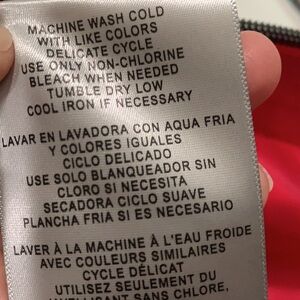 MACHINE WASH COLD
WITH LIKE COLORS
DELICATE CYCLE
USE ONLY NON-CHLORINE
BLEACH WHEN NEEDED
TUMBLE DRY LOW
COOL IRON IF NECESSARY
LAVAR EN LAVADORA CON AQUA FRIA
Y COLORES IGUALES
CICLO DELICADO
USE SOLO BLANQUEADOR SIN
CLORO SI NECESITA
SECADORA CICLO SUAVE
PLANCHA FRIA SI ES NECESARIO
LAVER À LA MACHINE À L'EAU FROIDE
AVEC COULEURS SIMILAIRES
CYCLE DÉLICAT
UTILISEZ SEULEMENT DU
SANS CHLORE,